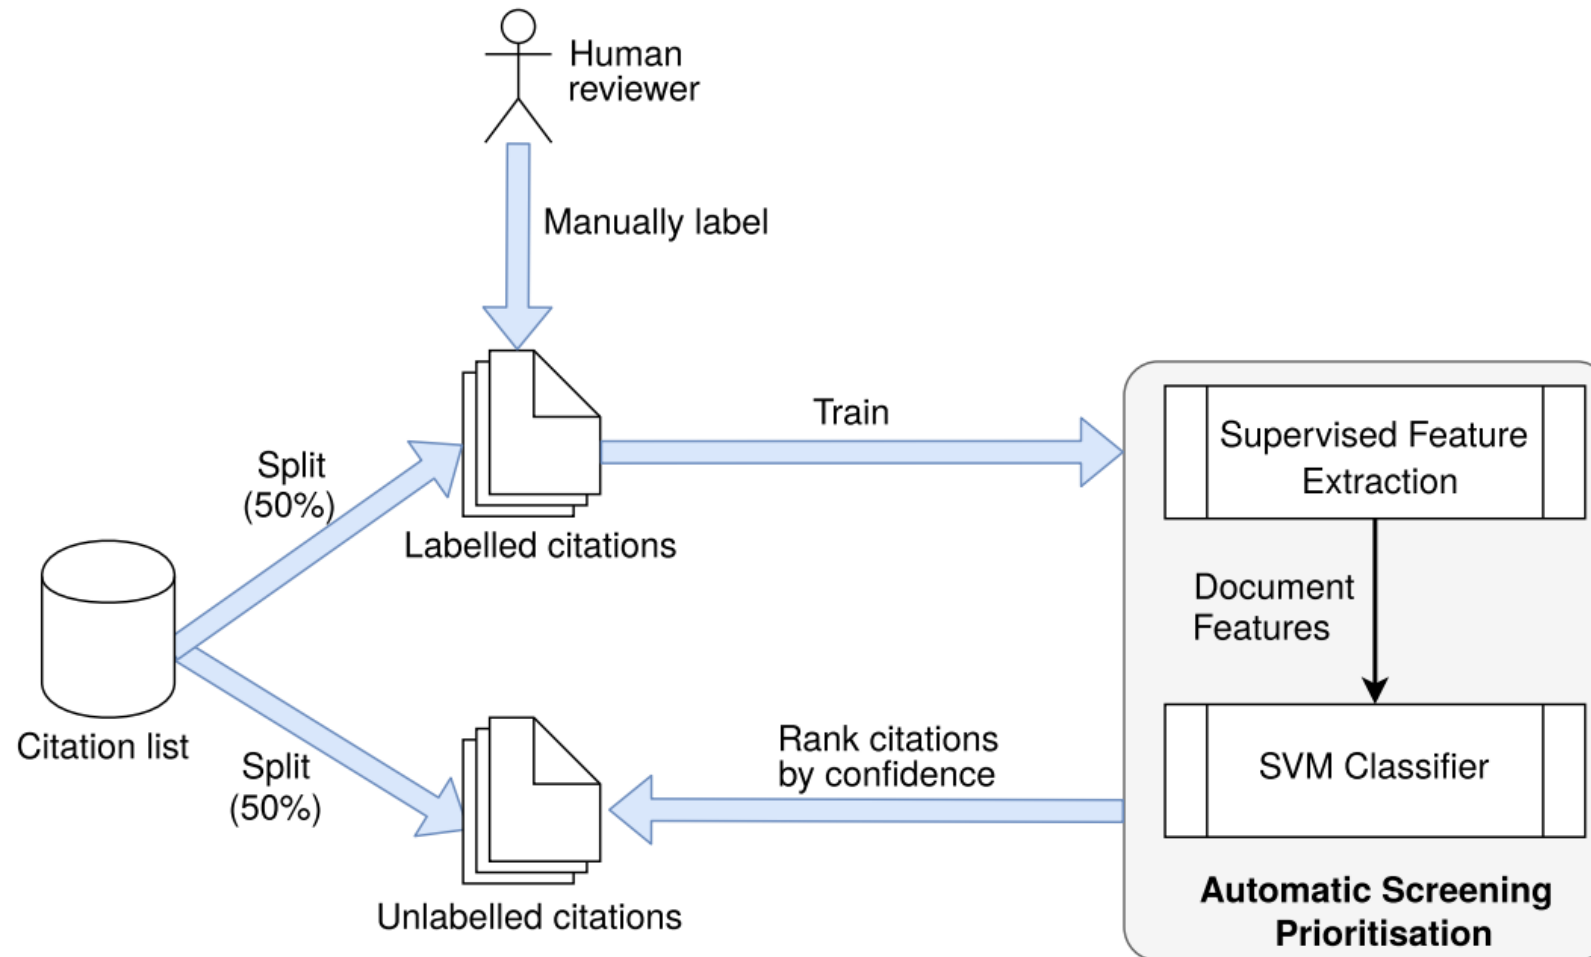 Human
reviewer
Manually label
Train
Supervised Feature
Extraction
Split
(50%)
Labelled citations
Document
Features
Citation list
Split
(50%)
Rank citations
by confidence
SVM Classifier
Unlabelled citations
Automatic Screening
Prioritisation